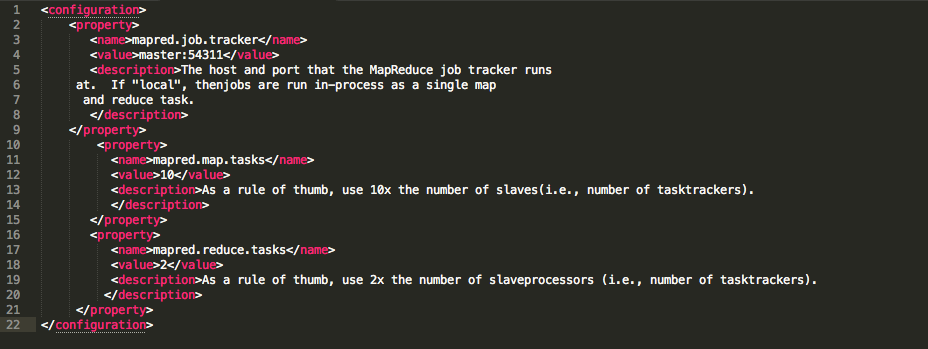 1 <configuration>
2 <property>
3 <name>mapred.job.tracker</name>
4 <value>master:54311</value>
5 <description>The host and port that the MapReduce job tracker runs
6 at.  If "local", thenjobs are run in-process as a single map
7 and reduce task.
8 </description>
9 </property>
10 <property>
11 <name>mapred.map.tasks</name>
12 <value>10</value>
13 <description>As a rule of thumb, use 10x the number of slaves(i.e., number of tasktrackers).
14 </description>
15 </property>
16 <property>
17 <name>mapred.reduce.tasks</name>
18 <value>2</value>
19 <description>As a rule of thumb, use 2x the number of slaveprocessors (i.e., number of tasktrackers).
20 </description>
21 </property>
22 </configuration>